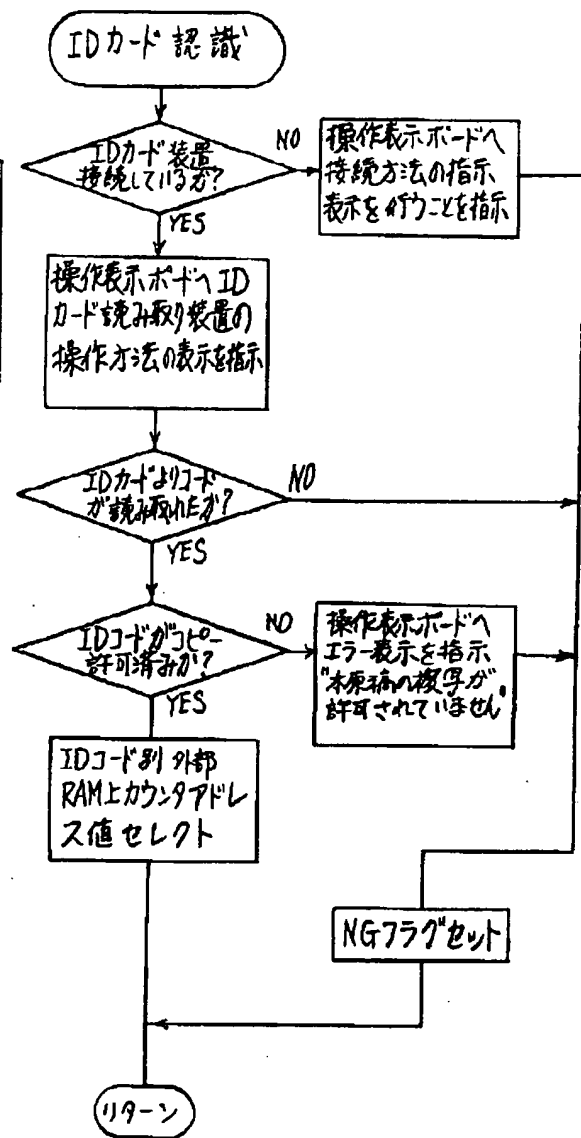 IDカード 認識
IDカード装置
接続しているか?
NO
操作表示ボードへ
接続方法の指示
表示を行うことを指示
YES
操作表示ボードへID
カード読み取り装置の
操作方法の表示を指示
IDカードよりコード
が読み取れたか?
NO
YES
IDコードがコピー
許可済みか?
NO
操作表示ボードへ
エラー表示を指示
"本原稿の複写が
許可されていません"
YES
IDコード別 外部
RAM上カウンタアドレ
ス値セレクト
NGフラグセット
リターン